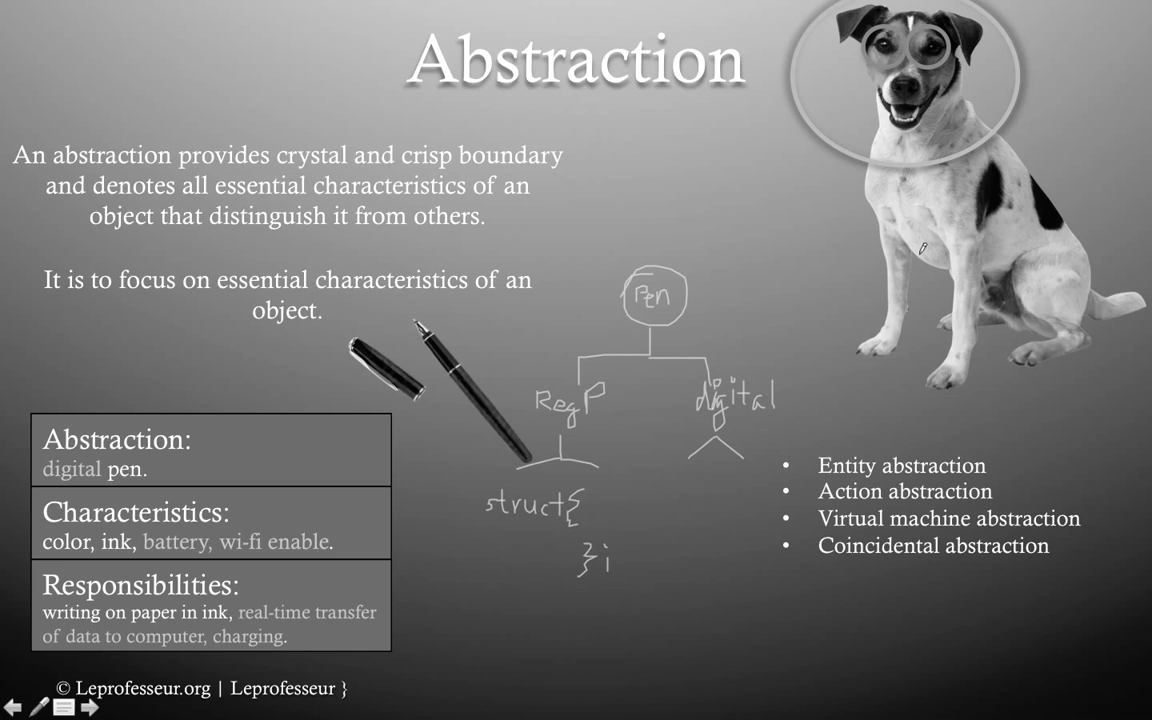 Abstraction
An abstraction provides crystal and crisp boundary
and denotes all essential characteristics of an
object that distinguish it from others.
It is to focus on essential characteristics of an
object.
Pen
RegP
digital
struct{
}i
Abstraction:
digital pen.
Characteristics:
color, ink, battery, wi-fi enable.
Responsibilities:
writing on paper in ink, real-time transfer
of data to computer, charging.
• Entity abstraction
• Action abstraction
• Virtual machine abstraction
• Coincidental abstraction
© Leprofesseur.org | Leprofesseur }